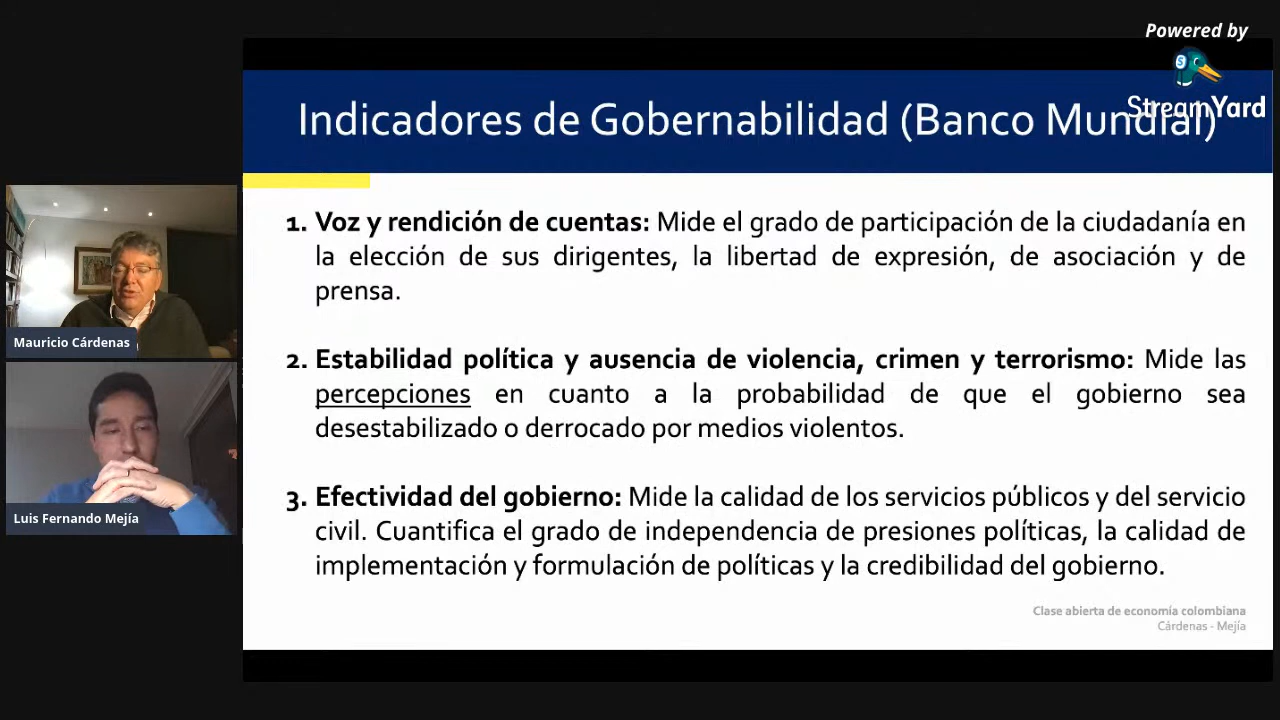 Powered by
StreamYard
Indicadores de Gobernabilidad (Banco Mundial)
1. Voz y rendición de cuentas: Mide el grado de participación de la ciudadanía en
la elección de sus dirigentes, la libertad de expresión, de asociación y de
prensa.
2. Estabilidad política y ausencia de violencia, crimen y terrorismo: Mide las
percepciones en cuanto a la probabilidad de que el gobierno sea
desestabilizado o derrocado por medios violentos.
3. Efectividad del gobierno: Mide la calidad de los servicios públicos y del servicio
civil. Cuantifica el grado de independencia de presiones políticas, la calidad de
implementación y formulación de políticas y la credibilidad del gobierno.
Clase abierta de economía colombiana
Cárdenas - Mejía
Mauricio Cárdenas
Luis Fernando Mejía